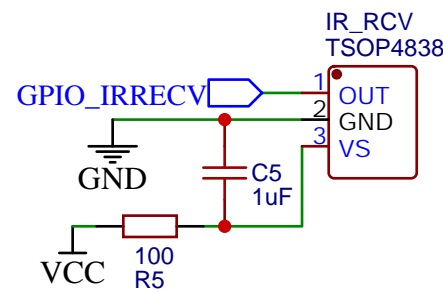 IR_RCV
TSOP4838
GPIO_IRRECV
1
OUT
2
GND
3
VS
GND
C5
1uF
VCC
100
R5